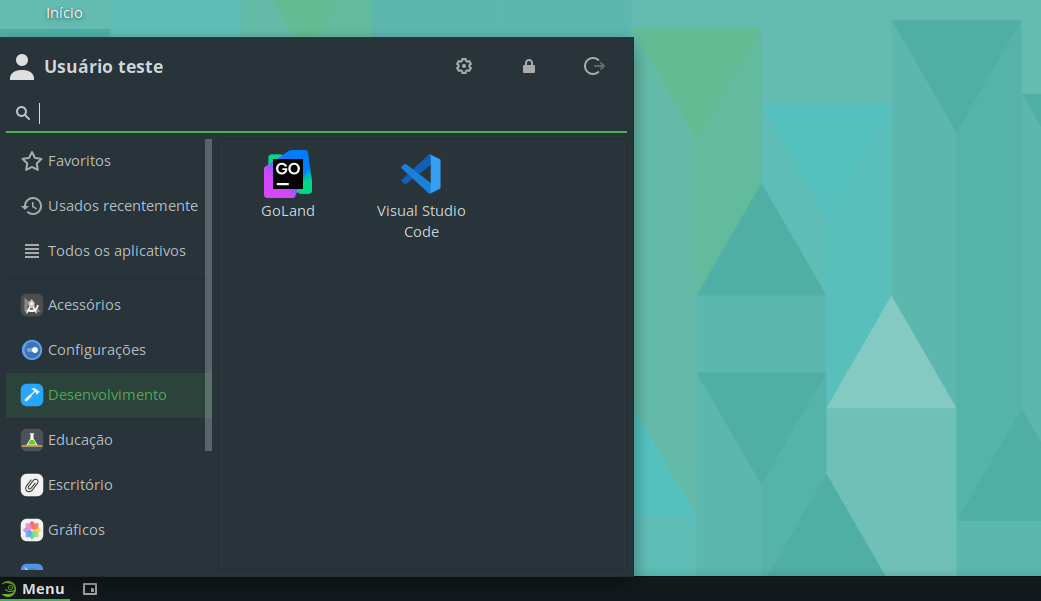 Início
Usuário teste
Favoritos
Usados recentemente
Todos os aplicativos
Acessórios
Configurações
Desenvolvimento
Educação
Escritório
Gráficos
GO
GoLand
Visual Studio
Code
Menu